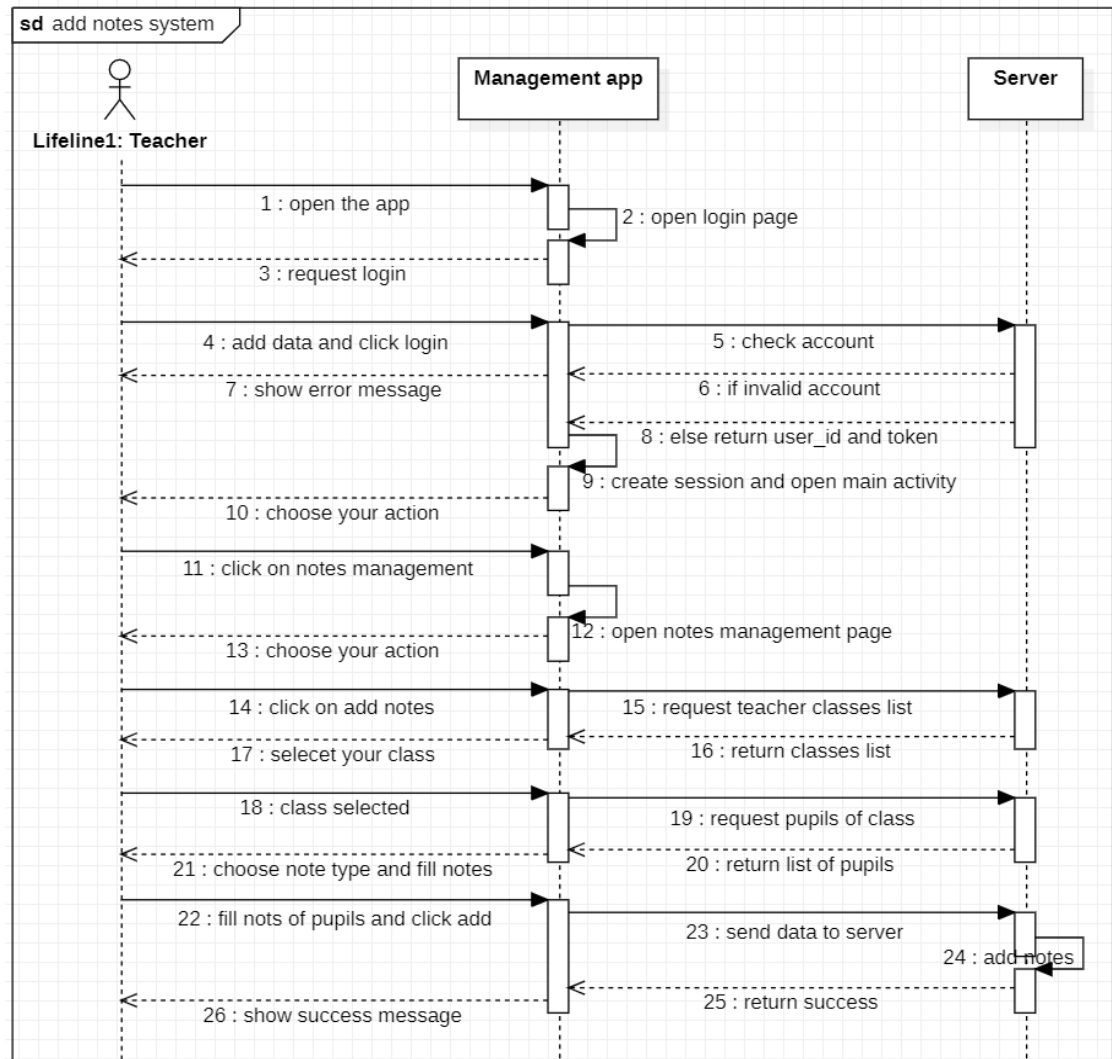 sd add notes system
Management app
Server
Lifeline1: Teacher
1 : open the app
2 : open login page
3 : request login
4 : add data and click login
5 : check account
7 : show error message
6 : if invalid account
8 : else return user_id and token
9 : create session and open main activity
10 : choose your action
11 : click on notes management
12 : open notes management page
13 : choose your action
14 : click on add notes
15 : request teacher classes list
17 : selecet your class
16 : return classes list
18 : class selected
19 : request pupils of class
21 : choose note type and fill notes
20 : return list of pupils
22 : fill nots of pupils and click add
23 : send data to server
24 : add notes
25 : return success
26 : show success message